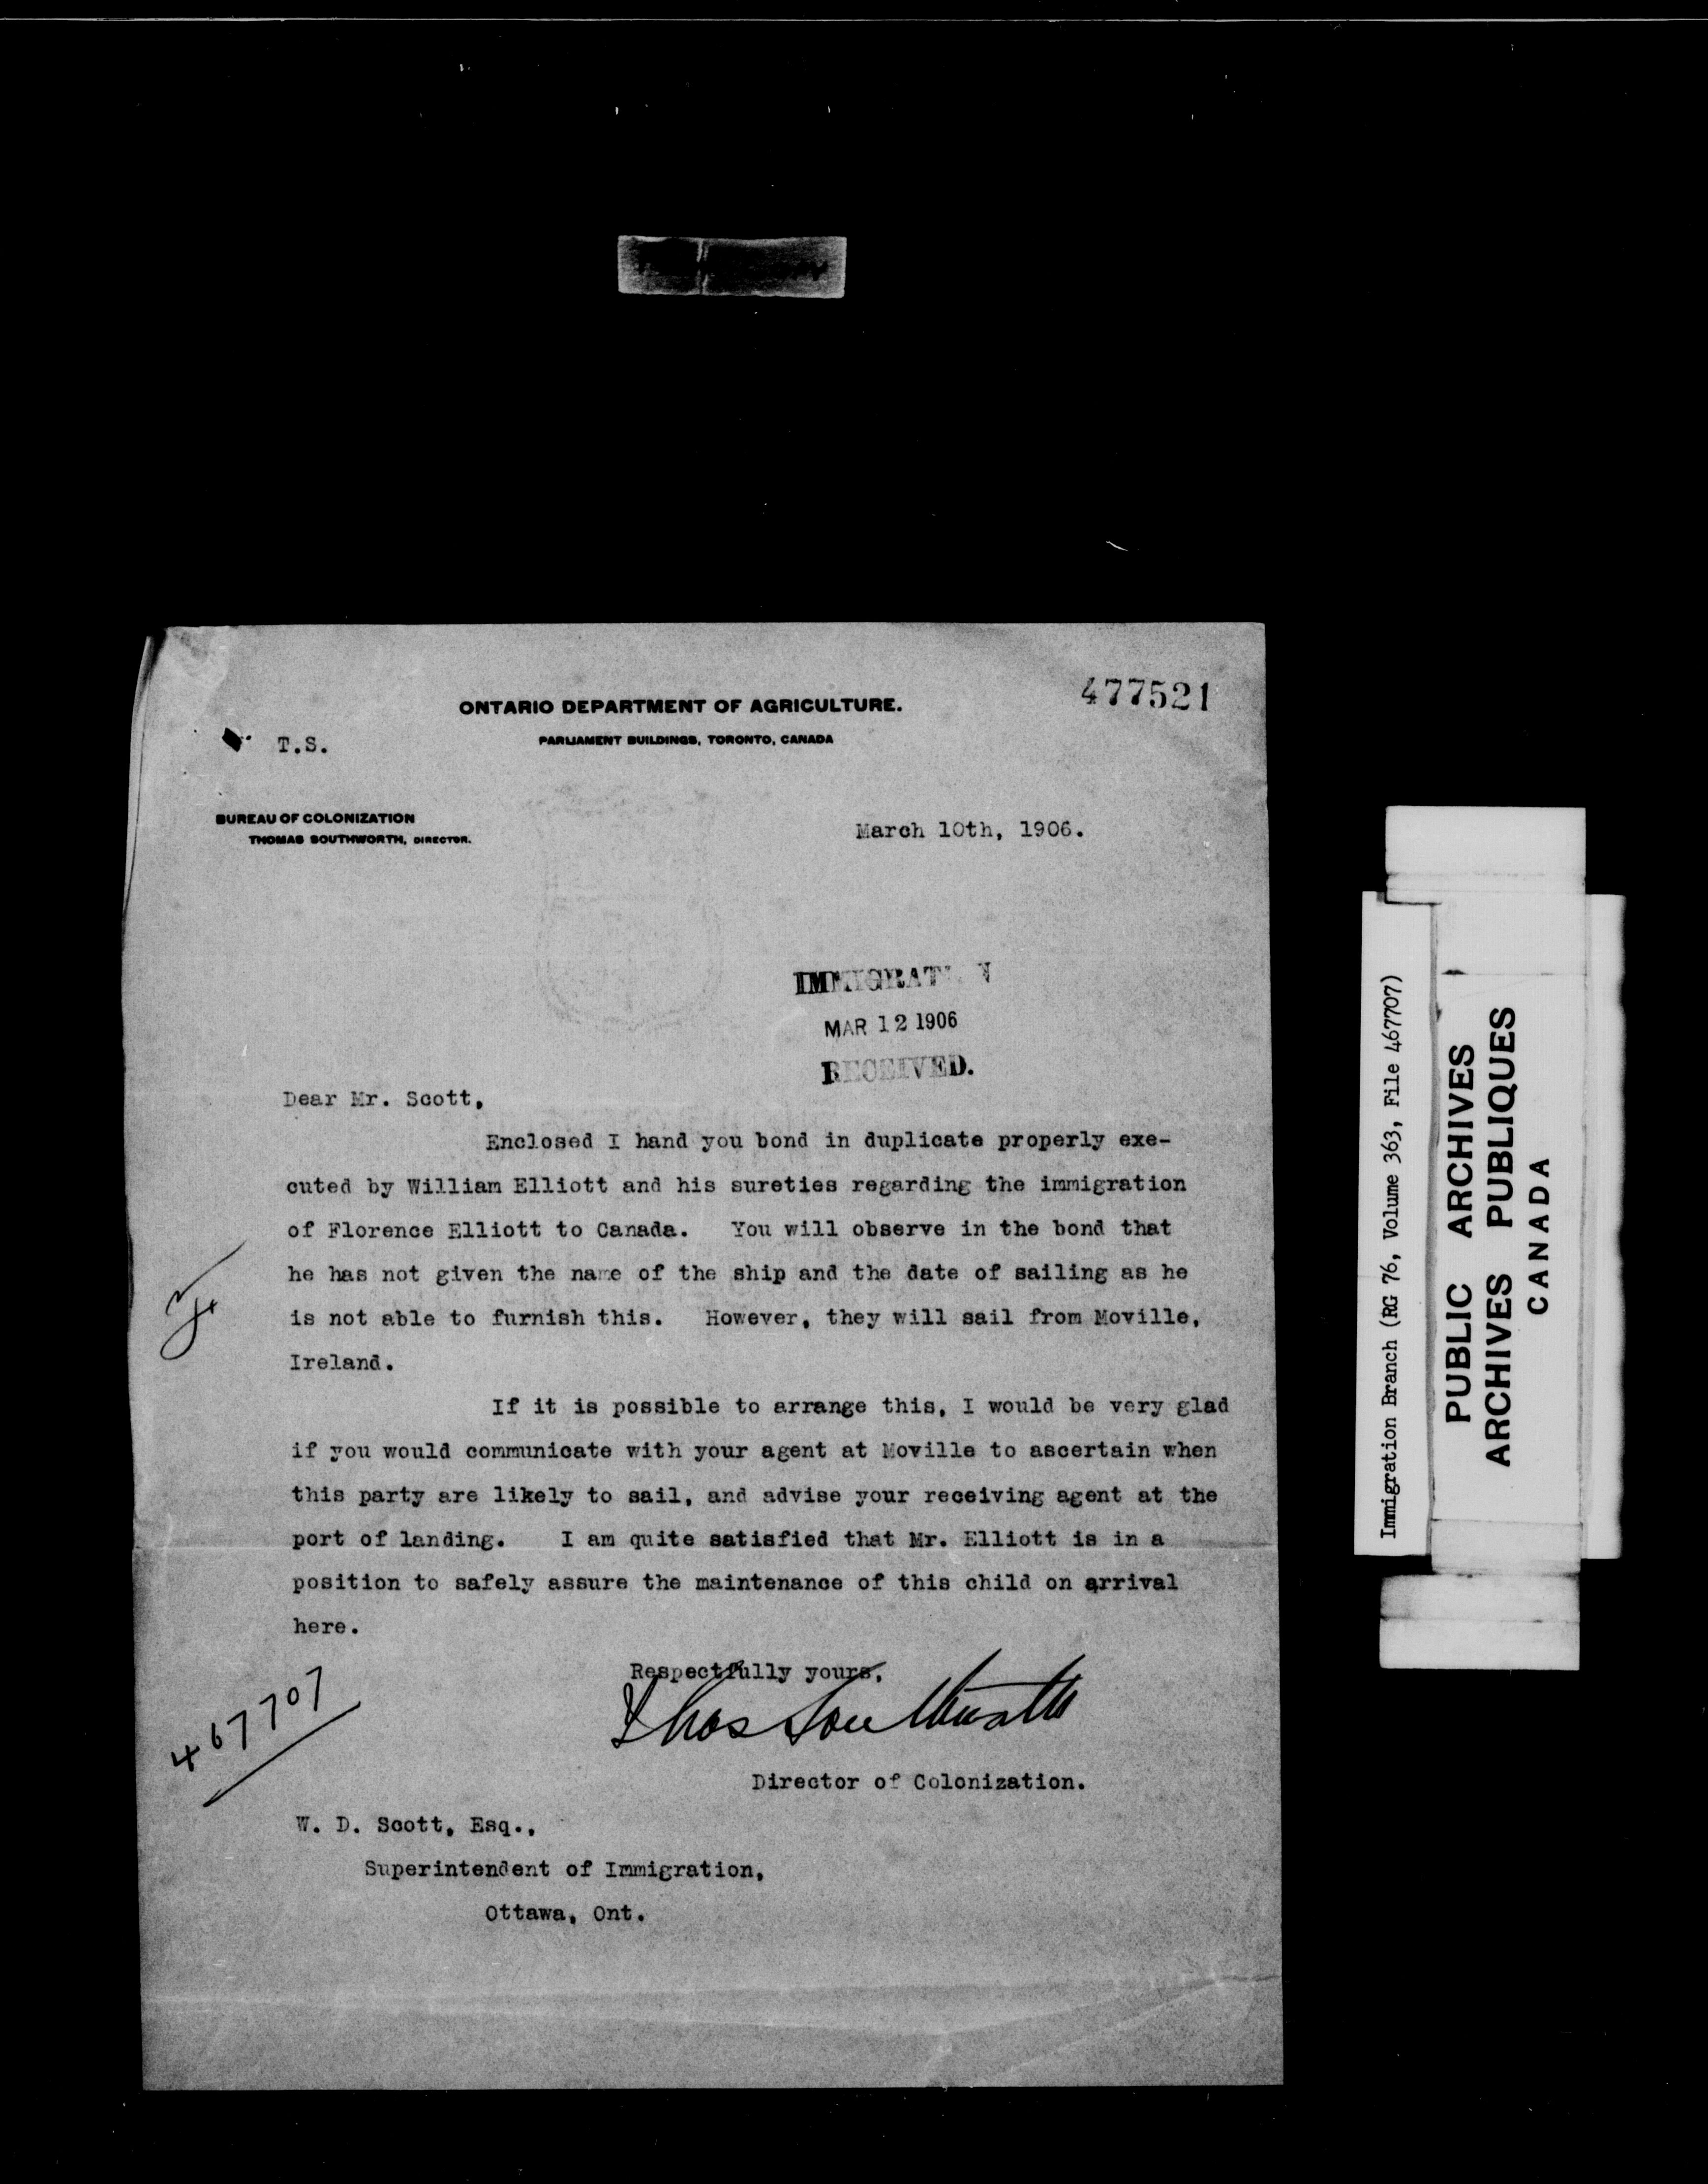 477521
ONTARIO DEPARTMENT OF AGRICULTURE.
T.S.
PARLIAMENT BUILDINGS, TORONTO, CANADA
BUREAU OF COLONIZATION
THOMAS SOUTHWORTH, DIRECTOR.
March 10th, 1906.
IMMIGRATION
MAR 12 1906
RECEIVED.
Dear Mr. Scott,
Enclosed I hand you bond in duplicate properly exe-
cuted by William Elliott and his sureties regarding the immigration
of Florence Elliott to Canada. You will observe in the bond that
he has not given the name of the ship and the date of sailing as he
is not able to furnish this. However, they will sail from Moville,
Ireland.
If it is possible to arrange this, I would be very glad
if you would communicate with your agent at Moville to ascertain when
this party are likely to sail, and advise your receiving agent at the
port of landing. I am quite satisfied that Mr. Elliott is in a
position to safely assure the maintenance of this child on arrival
here.
Respectfully yours,
Thos Southworth
Director of Colonization.
467707
W. D. Scott, Esq.,
Superintendent of Immigration,
Ottawa, Ont.
Immigration Branch (RG 76, Volume 363, File 467707)
PUBLIC ARCHIVES
ARCHIVES PUBLIQUES
CANADA